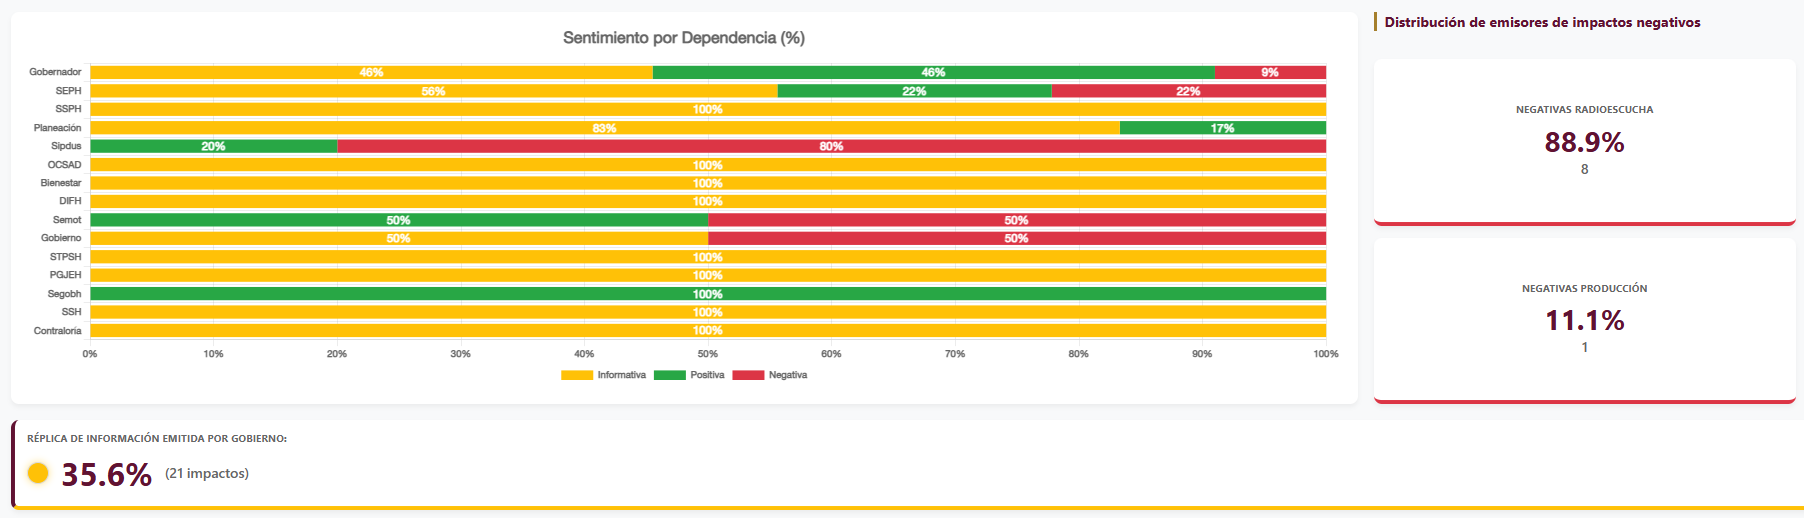 Sentimiento por Dependencia (%)
Gobernador 46% 46% 9%
SEPH 56% 22% 22%
SSPH 100%
Planeación 83% 17%
Sipdus 20% 80%
OCSAD 100%
Bienestar 100%
DIFH 100%
Semot 50% 50%
Gobierno 50% 50%
STPSH 100%
PGJEH 100%
Segobh 100%
SSH 100%
Contraloría 100%
0% 10% 20% 30% 40% 50% 60% 70% 80% 90% 100%
Informativa Positiva Negativa
Distribución de emisores de impactos negativos
NEGATIVAS RADIOESCUCHA
88.9%
8
NEGATIVAS PRODUCCIÓN
11.1%
1
RÉPLICA DE INFORMACIÓN EMITIDA POR GOBIERNO:
35.6% (21 impactos)